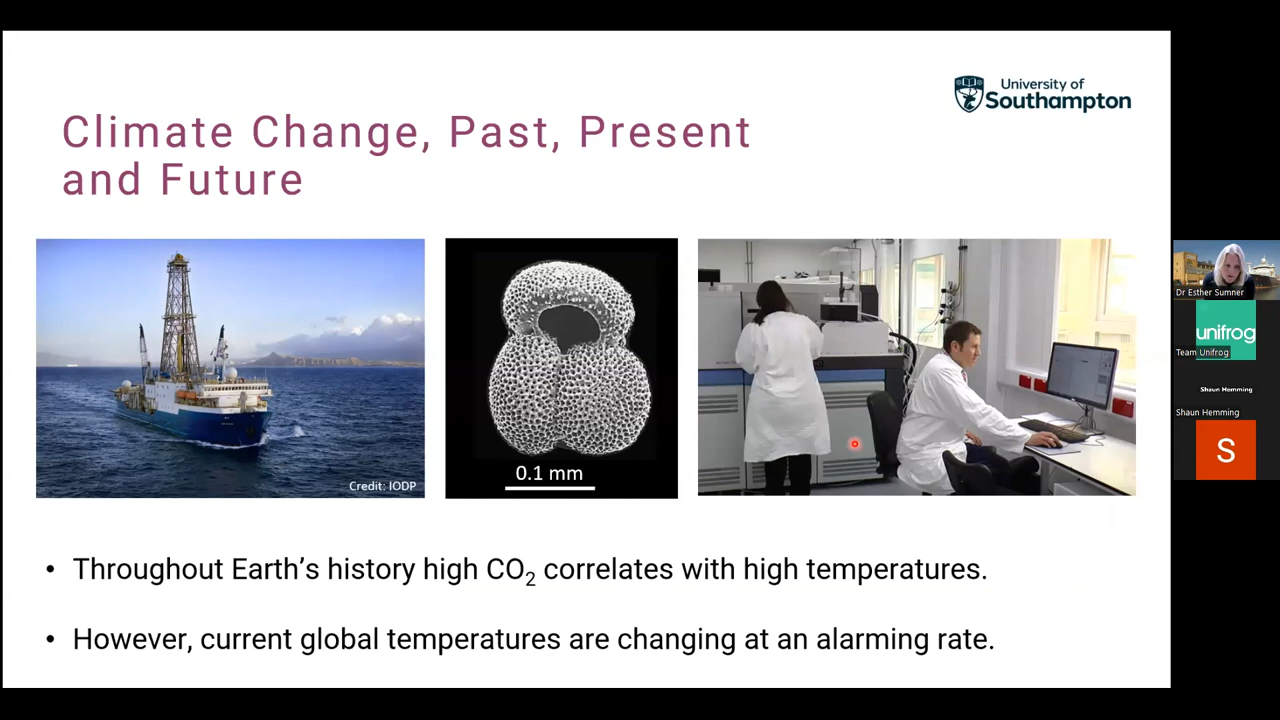 University of
Southampton
Climate Change, Past, Present
and Future
Credit: IODP
0.1 mm
• Throughout Earth’s history high CO₂ correlates with high temperatures.
• However, current global temperatures are changing at an alarming rate.
Dr Esther Sumner
unifrog
Team Unifrog
Shaun Hemming
Shaun Hemming
S